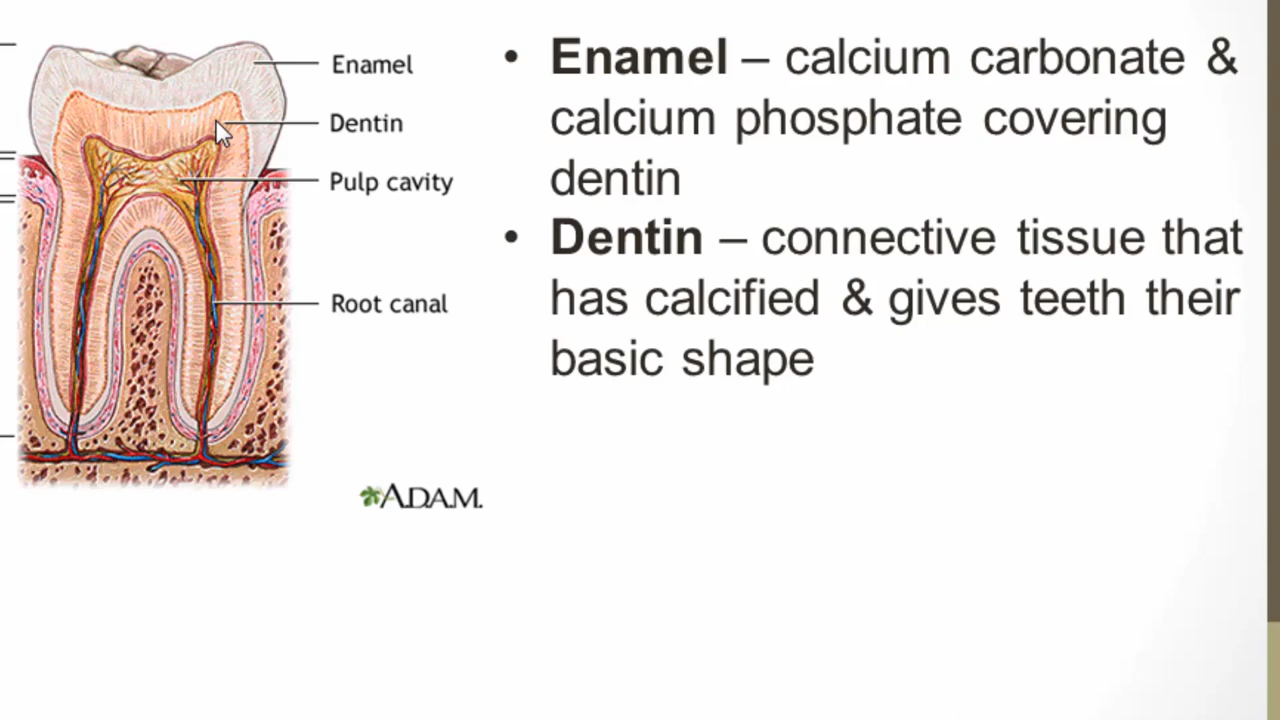 Enamel
Dentin
Pulp cavity
Root canal
A.D.A.M.
• Enamel – calcium carbonate &
calcium phosphate covering
dentin
• Dentin – connective tissue that
has calcified & gives teeth their
basic shape